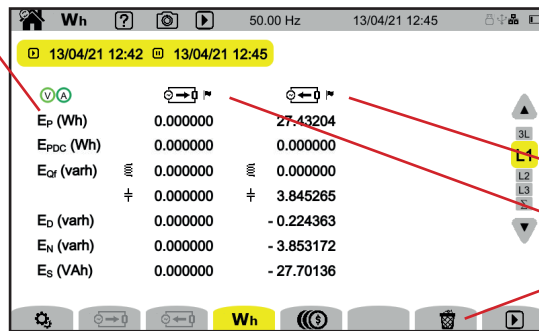 Wh ? 50.00 Hz 13/04/21 12:45
13/04/21 12:42 13/04/21 12:45
V A
EP (Wh) 0.000000 27.43204
EPDC (Wh) 0.000000 0.000000
EQf (varh) 0.000000 0.000000
0.000000 3.845265
ED (varh) 0.000000 - 0.224363
EN (varh) 0.000000 - 3.853172
ES (VAh) 0.000000 - 27.70136
3L
L1
L2
L3
Σ
Wh $